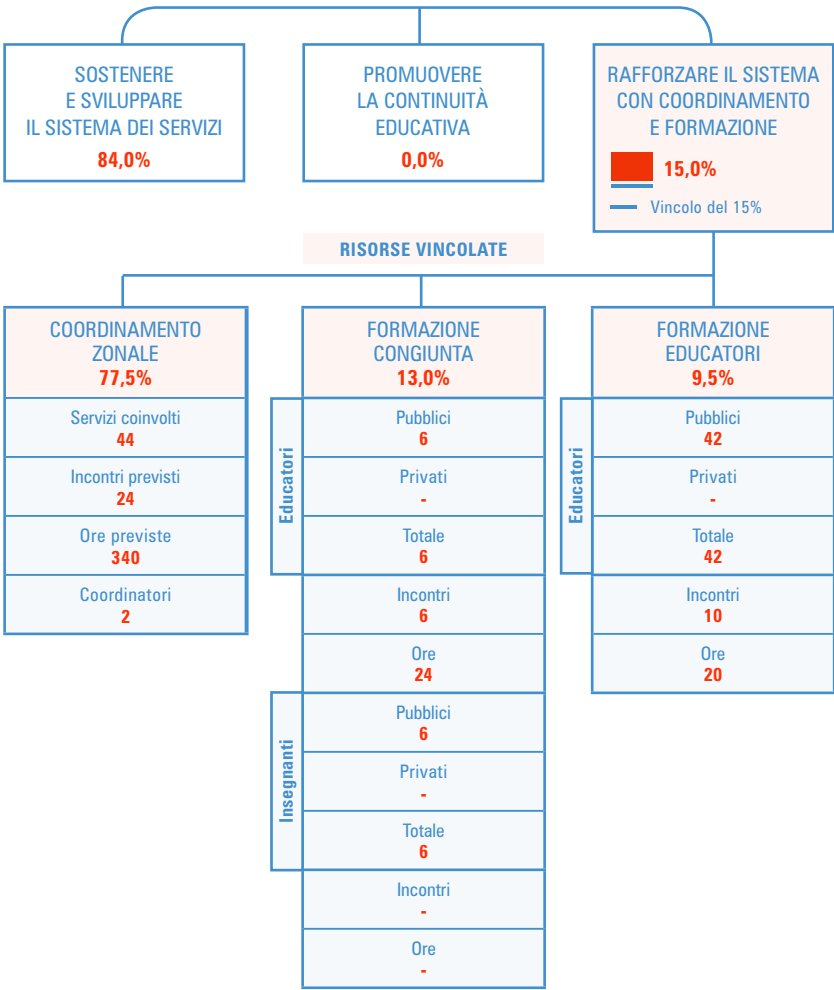 SOSTENERE
E SVILUPPARE
IL SISTEMA DEI SERVIZI
84,0%
PROMUOVERE
LA CONTINUITÀ
EDUCATIVA
0,0%
RAFFORZARE IL SISTEMA
CON COORDINAMENTO
E FORMAZIONE
15,0%
Vincolo del 15%
RISORSE VINCOLATE
COORDINAMENTO
ZONALE
77,5%
Servizi coinvolti
44
Incontri previsti
24
Ore previste
340
Coordinatori
2
FORMAZIONE
CONGIUNTA
13,0%
Educatori
Pubblici
6
Privati
-
Totale
6
Incontri
6
Ore
24
Insegnanti
Pubblici
6
Privati
-
Totale
6
Incontri
-
Ore
-
FORMAZIONE
EDUCATORI
9,5%
Educatori
Pubblici
42
Privati
-
Totale
42
Incontri
10
Ore
20